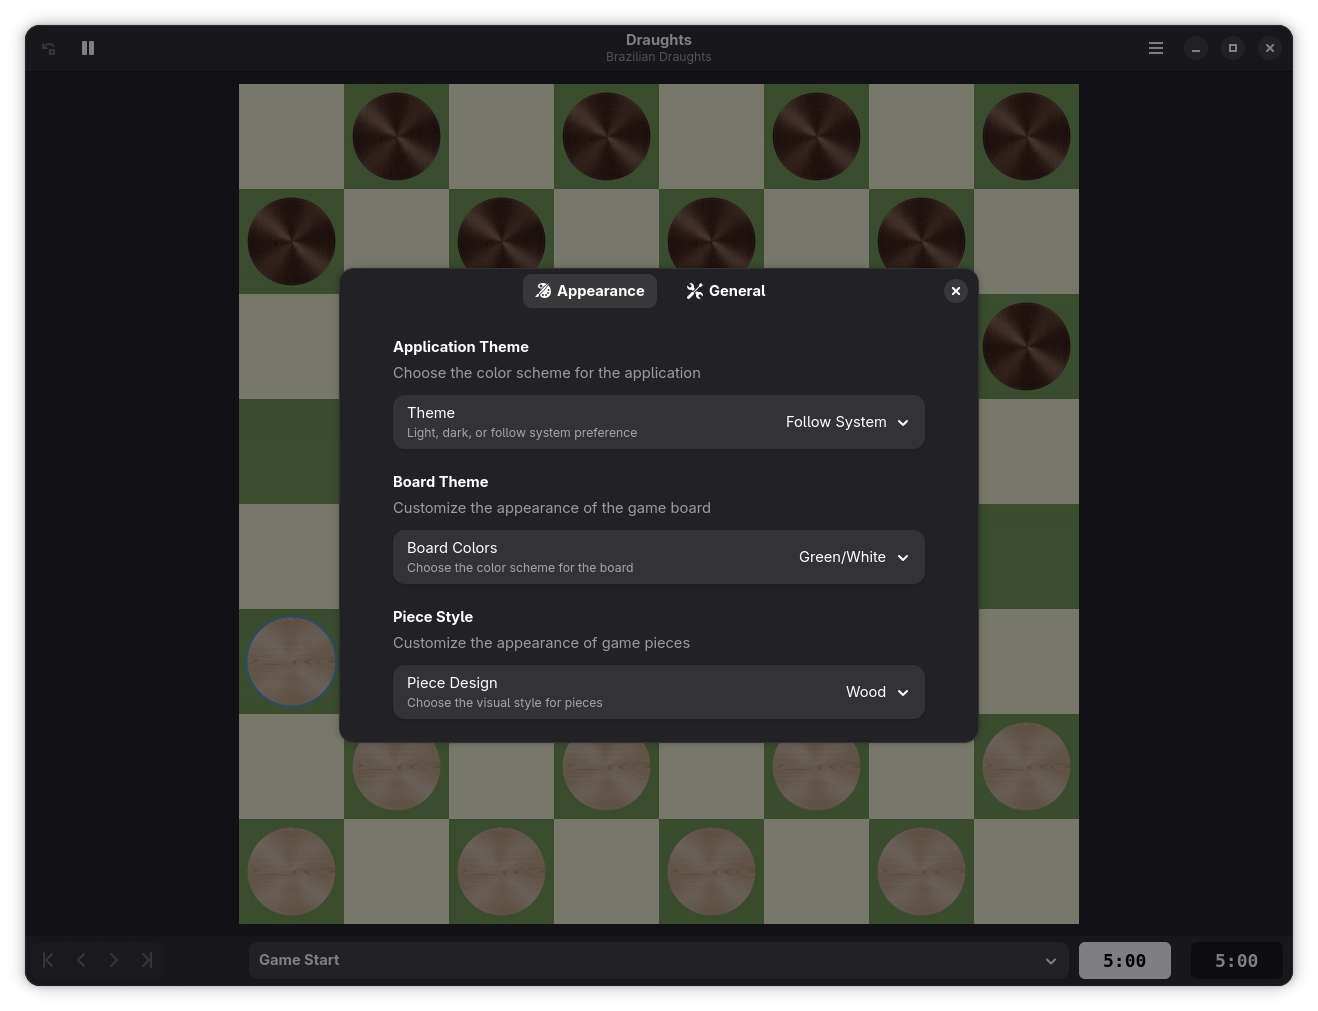 Draughts
Brazilian Draughts
Appearance
General
Application Theme
Choose the color scheme for the application
Theme
Light, dark, or follow system preference
Follow System
Board Theme
Customize the appearance of the game board
Board Colors
Choose the color scheme for the board
Green/White
Piece Style
Customize the appearance of game pieces
Piece Design
Choose the visual style for pieces
Wood
Game Start
5:00
5:00